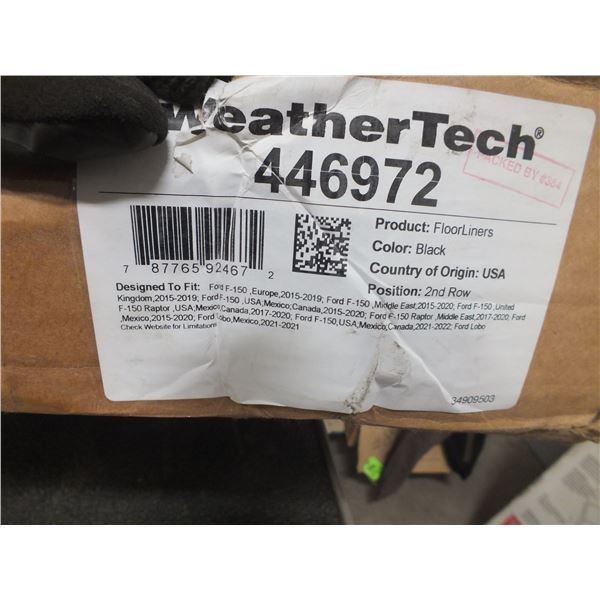 WeatherTech®
446972
PACKED BY #364
7 87765 92467 2
Product: FloorLiners
Color: Black
Country of Origin: USA
Position: 2nd Row
Designed To Fit: Ford F-150 ,Europe,2015-2019; Ford F-150 ,Middle East,2015-2020; Ford F-150 ,United
Kingdom,2015-2019; Ford F-150 ,USA,Mexico,Canada,2015-2020; Ford F-150 Raptor ,Middle East,2017-2020; Ford
F-150 Raptor ,USA,Mexico,Canada,2017-2020; Ford F-150,USA,Mexico,Canada,2021-2022; Ford Lobo
,Mexico,2015-2020; Ford Lobo,Mexico,2021-2021
Check Website for Limitations
34909503